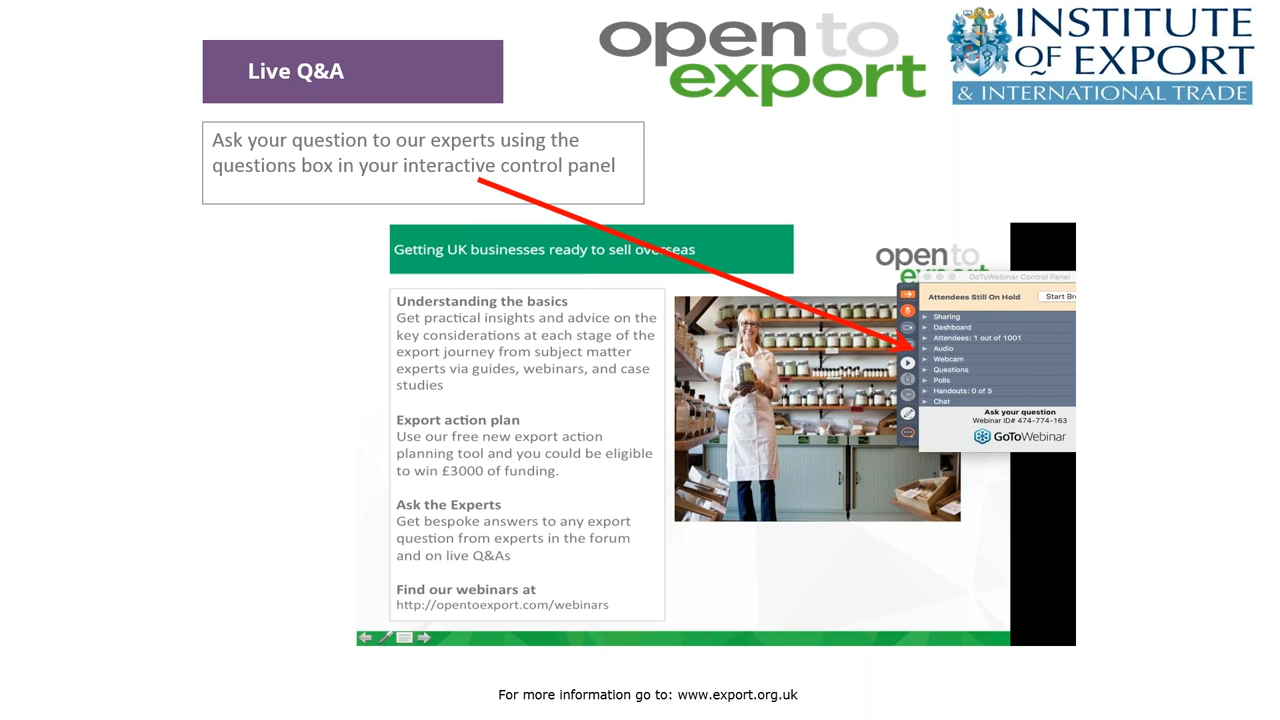 Live Q&A
open to
export
INSTITUTE
OF EXPORT
& INTERNATIONAL TRADE
Ask your question to our experts using the
questions box in your interactive control panel
Getting UK businesses ready to sell overseas
open to
export
Understanding the basics
Get practical insights and advice on the
key considerations at each stage of the
export journey from subject matter
experts via guides, webinars, and case
studies
Export action plan
Use our free new export action
planning tool and you could be eligible
to win £3000 of funding.
Ask the Experts
Get bespoke answers to any export
question from experts in the forum
and on live Q&As
Find our webinars at
http://opentoexport.com/webinars
GoToWebinar Control Panel
Attendees Still On Hold
Start Br
Sharing
Dashboard
Attendees: 1 out of 1001
Audio
Webcam
Questions
Polls
Handouts: 0 of 5
Chat
Ask your question
Webinar ID# 474-774-163
GoToWebinar
For more information go to: www.export.org.uk